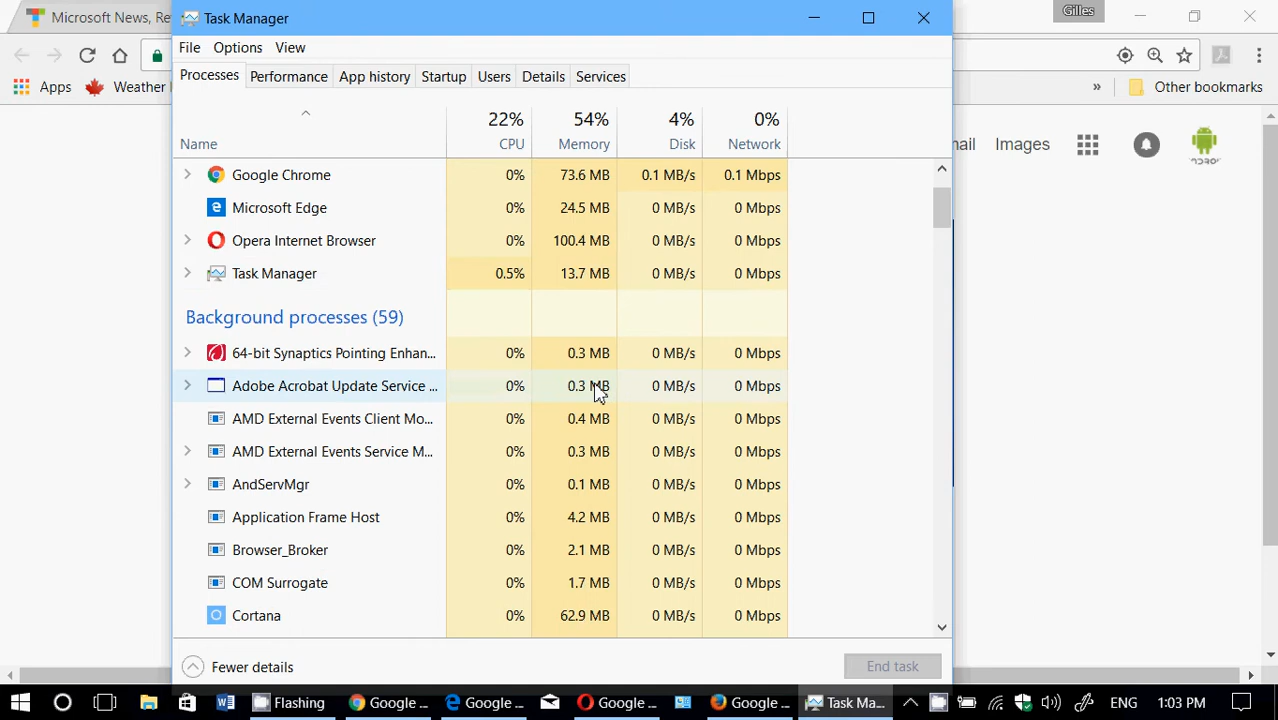 Microsoft News, Re
Task Manager
Gilles
File Options View
Processes Performance App history Startup Users Details Services
Apps Weather
» Other bookmarks
22% 54% 4% 0%
Name CPU Memory Disk Network
ail Images
Google Chrome 0% 73.6 MB 0.1 MB/s 0.1 Mbps
Microsoft Edge 0% 24.5 MB 0 MB/s 0 Mbps
Opera Internet Browser 0% 100.4 MB 0 MB/s 0 Mbps
Task Manager 0.5% 13.7 MB 0 MB/s 0 Mbps
Background processes (59)
64-bit Synaptics Pointing Enhan... 0% 0.3 MB 0 MB/s 0 Mbps
Adobe Acrobat Update Service ... 0% 0.3 MB 0 MB/s 0 Mbps
AMD External Events Client Mo... 0% 0.4 MB 0 MB/s 0 Mbps
AMD External Events Service M... 0% 0.3 MB 0 MB/s 0 Mbps
AndServMgr 0% 0.1 MB 0 MB/s 0 Mbps
Application Frame Host 0% 4.2 MB 0 MB/s 0 Mbps
Browser_Broker 0% 2.1 MB 0 MB/s 0 Mbps
COM Surrogate 0% 1.7 MB 0 MB/s 0 Mbps
Cortana 0% 62.9 MB 0 MB/s 0 Mbps
Fewer details End task
Flashing Google ... Google ... Google ... Google ... Task Ma... ENG 1:03 PM